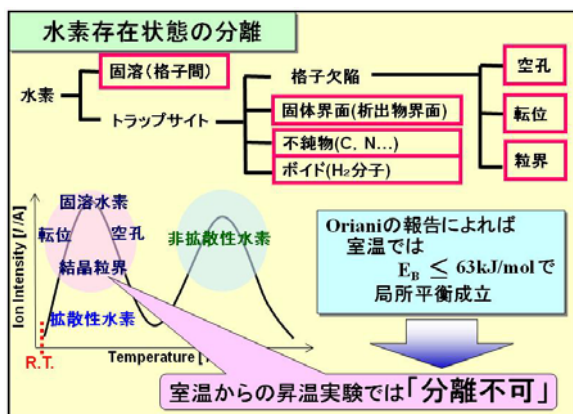 水素存在状態の分離
水素
固溶(格子間)
トラップサイト
格子欠陥
固体界面(析出物界面)
不純物(C, N...)
ボイド(H₂分子)
空孔
転位
粒界
Ion Intensity [I /A]
固溶水素
転位 空孔
結晶粒界
拡散性水素
非拡散性水素
R.T.
Temperature
Orianiの報告によれば
室温では
E_B ≤ 63kJ/molで
局所平衡成立
室温からの昇温実験では「分離不可」